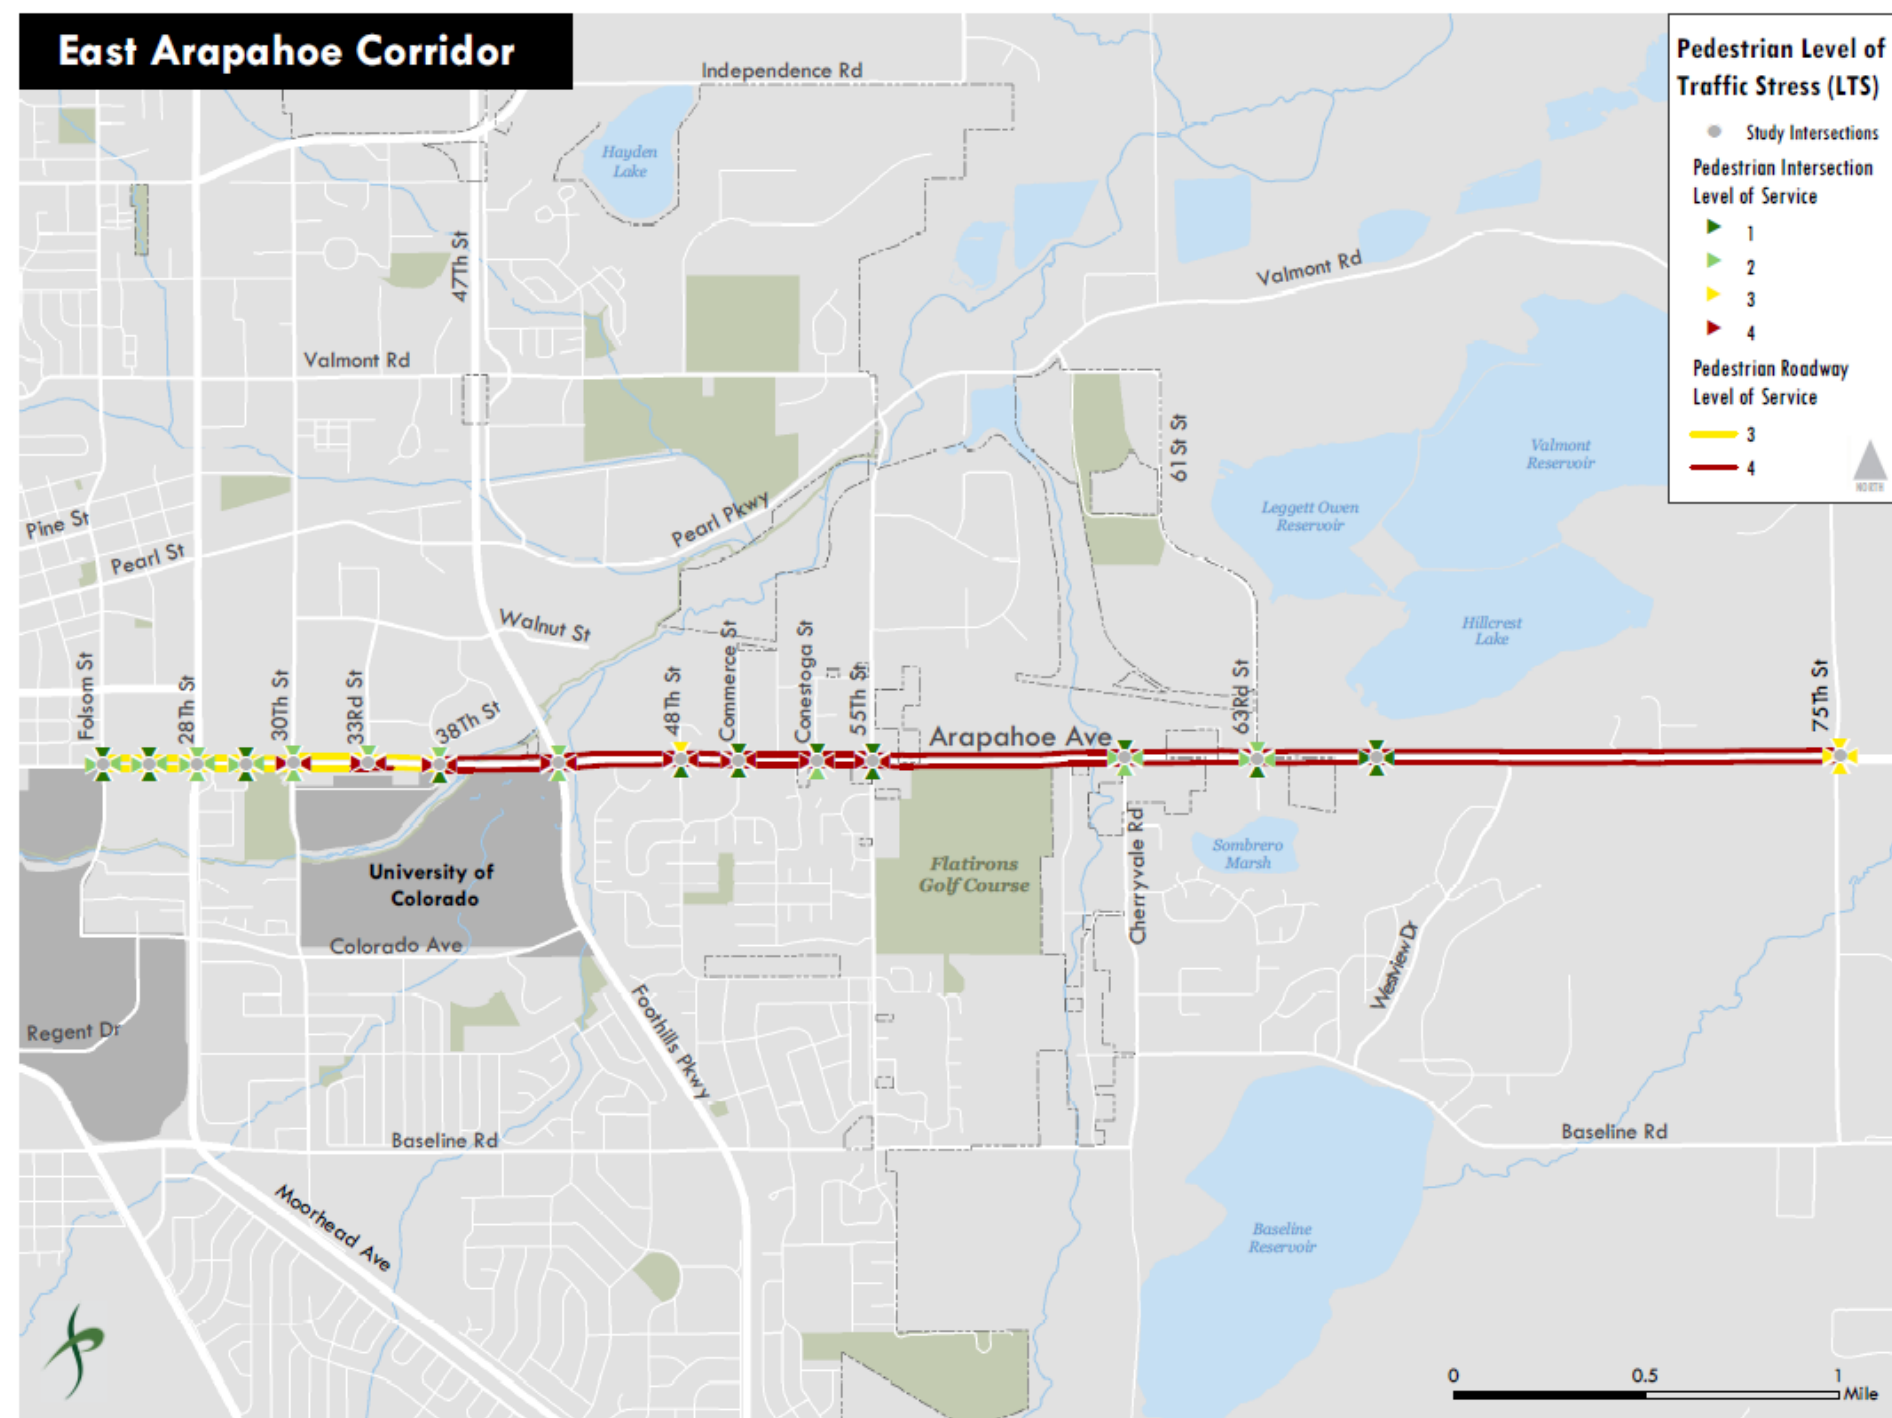 East Arapahoe Corridor
Pedestrian Level of
Traffic Stress (LTS)
Study Intersections
Pedestrian Intersection
Level of Service
1
2
3
4
Pedestrian Roadway
Level of Service
3
4
NORTH
Independence Rd
Hayden
Lake
47Th St
Valmont Rd
Valmont Rd
61St St
Valmont
Reservoir
Leggett Owen
Reservoir
Pine St
Pearl St
Pearl Pkwy
Walnut St
Hillcrest
Lake
Folsom St
28Th St
30Th St
33Rd St
38Th St
48Th St
Commerce St
Conestoga St
55Th St
Arapahoe Ave
63Rd St
75Th St
University of
Colorado
Flatirons
Golf Course
Cherryvale Rd
Sombrero
Marsh
Colorado Ave
Westview Dr
Regent Dr
Foothills Pkwy
Baseline Rd
Baseline Rd
Moorhead Ave
Baseline
Reservoir
0 0.5 1
Mile